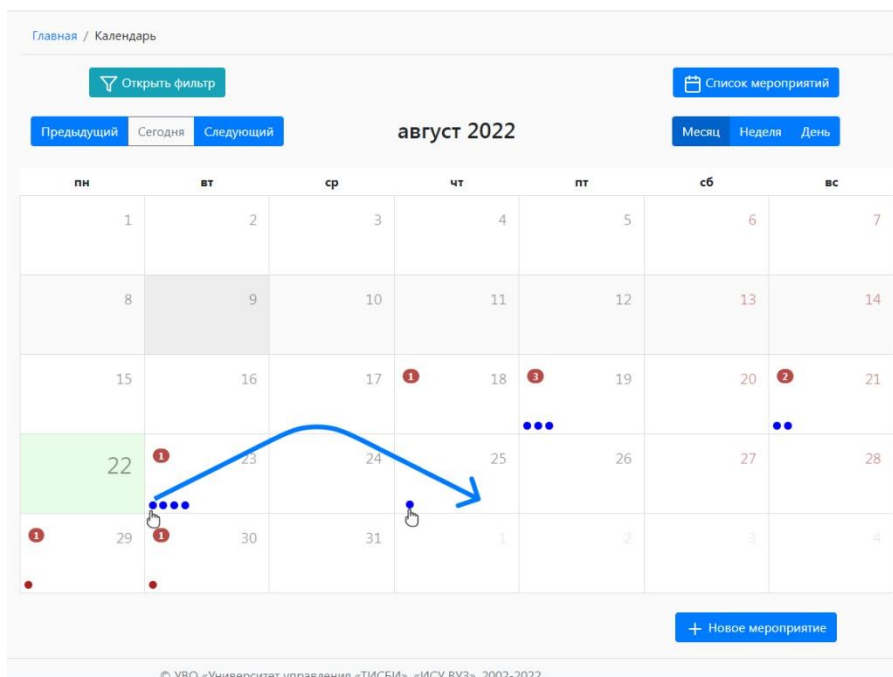 Главная / Календарь
Открыть фильтр
Список мероприятий
Предыдущий Сегодня Следующий
август 2022
Месяц Неделя День
пн вт ср чт пт сб вс
1 2 3 4 5 6 7
8 9 10 11 12 13 14
15 16 17 1 18 3 19 20 2 21
22 1 23 24 25 26 27 28
1 29 1 30 31 1 2 3 4
+ Новое мероприятие
© УВО «Университет управления «ТИСБИ», «ИСУ ВУЗ», 2002-2022